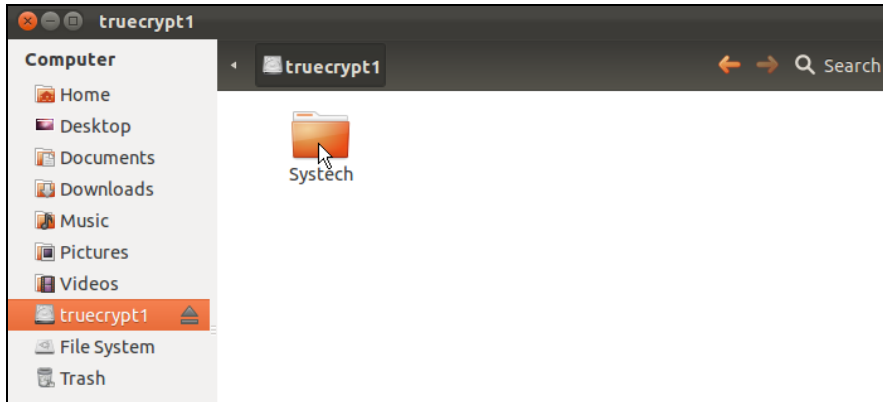 truecrypt1
Computer
truecrypt1
Search
Home
Desktop
Documents
Downloads
Music
Pictures
Videos
truecrypt1
File System
Trash
Systech